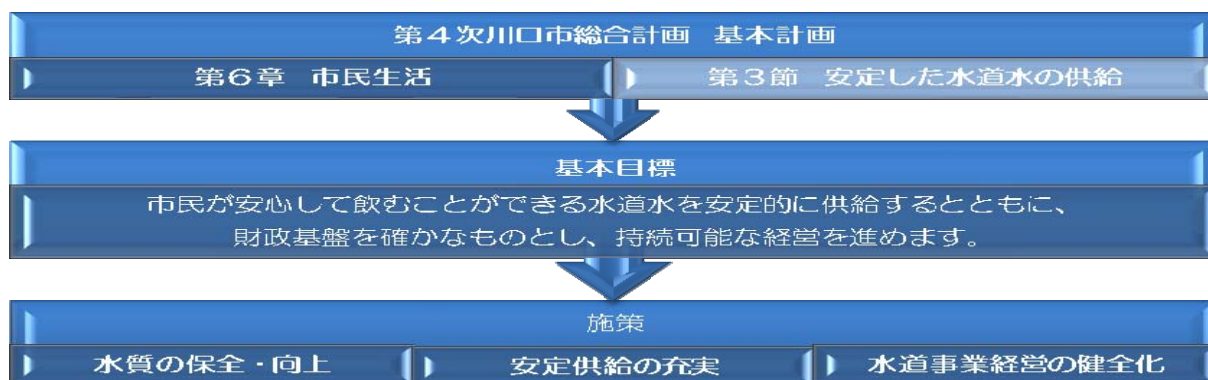 第４次川口市総合計画　基本計画
第６章　市民生活
第３節　安定した水道水の供給
基本目標
市民が安心して飲むことができる水道水を安定的に供給するとともに、
財政基盤を確かなものとし、持続可能な経営を進めます。
施策
水質の保全・向上
安定供給の充実
水道事業経営の健全化